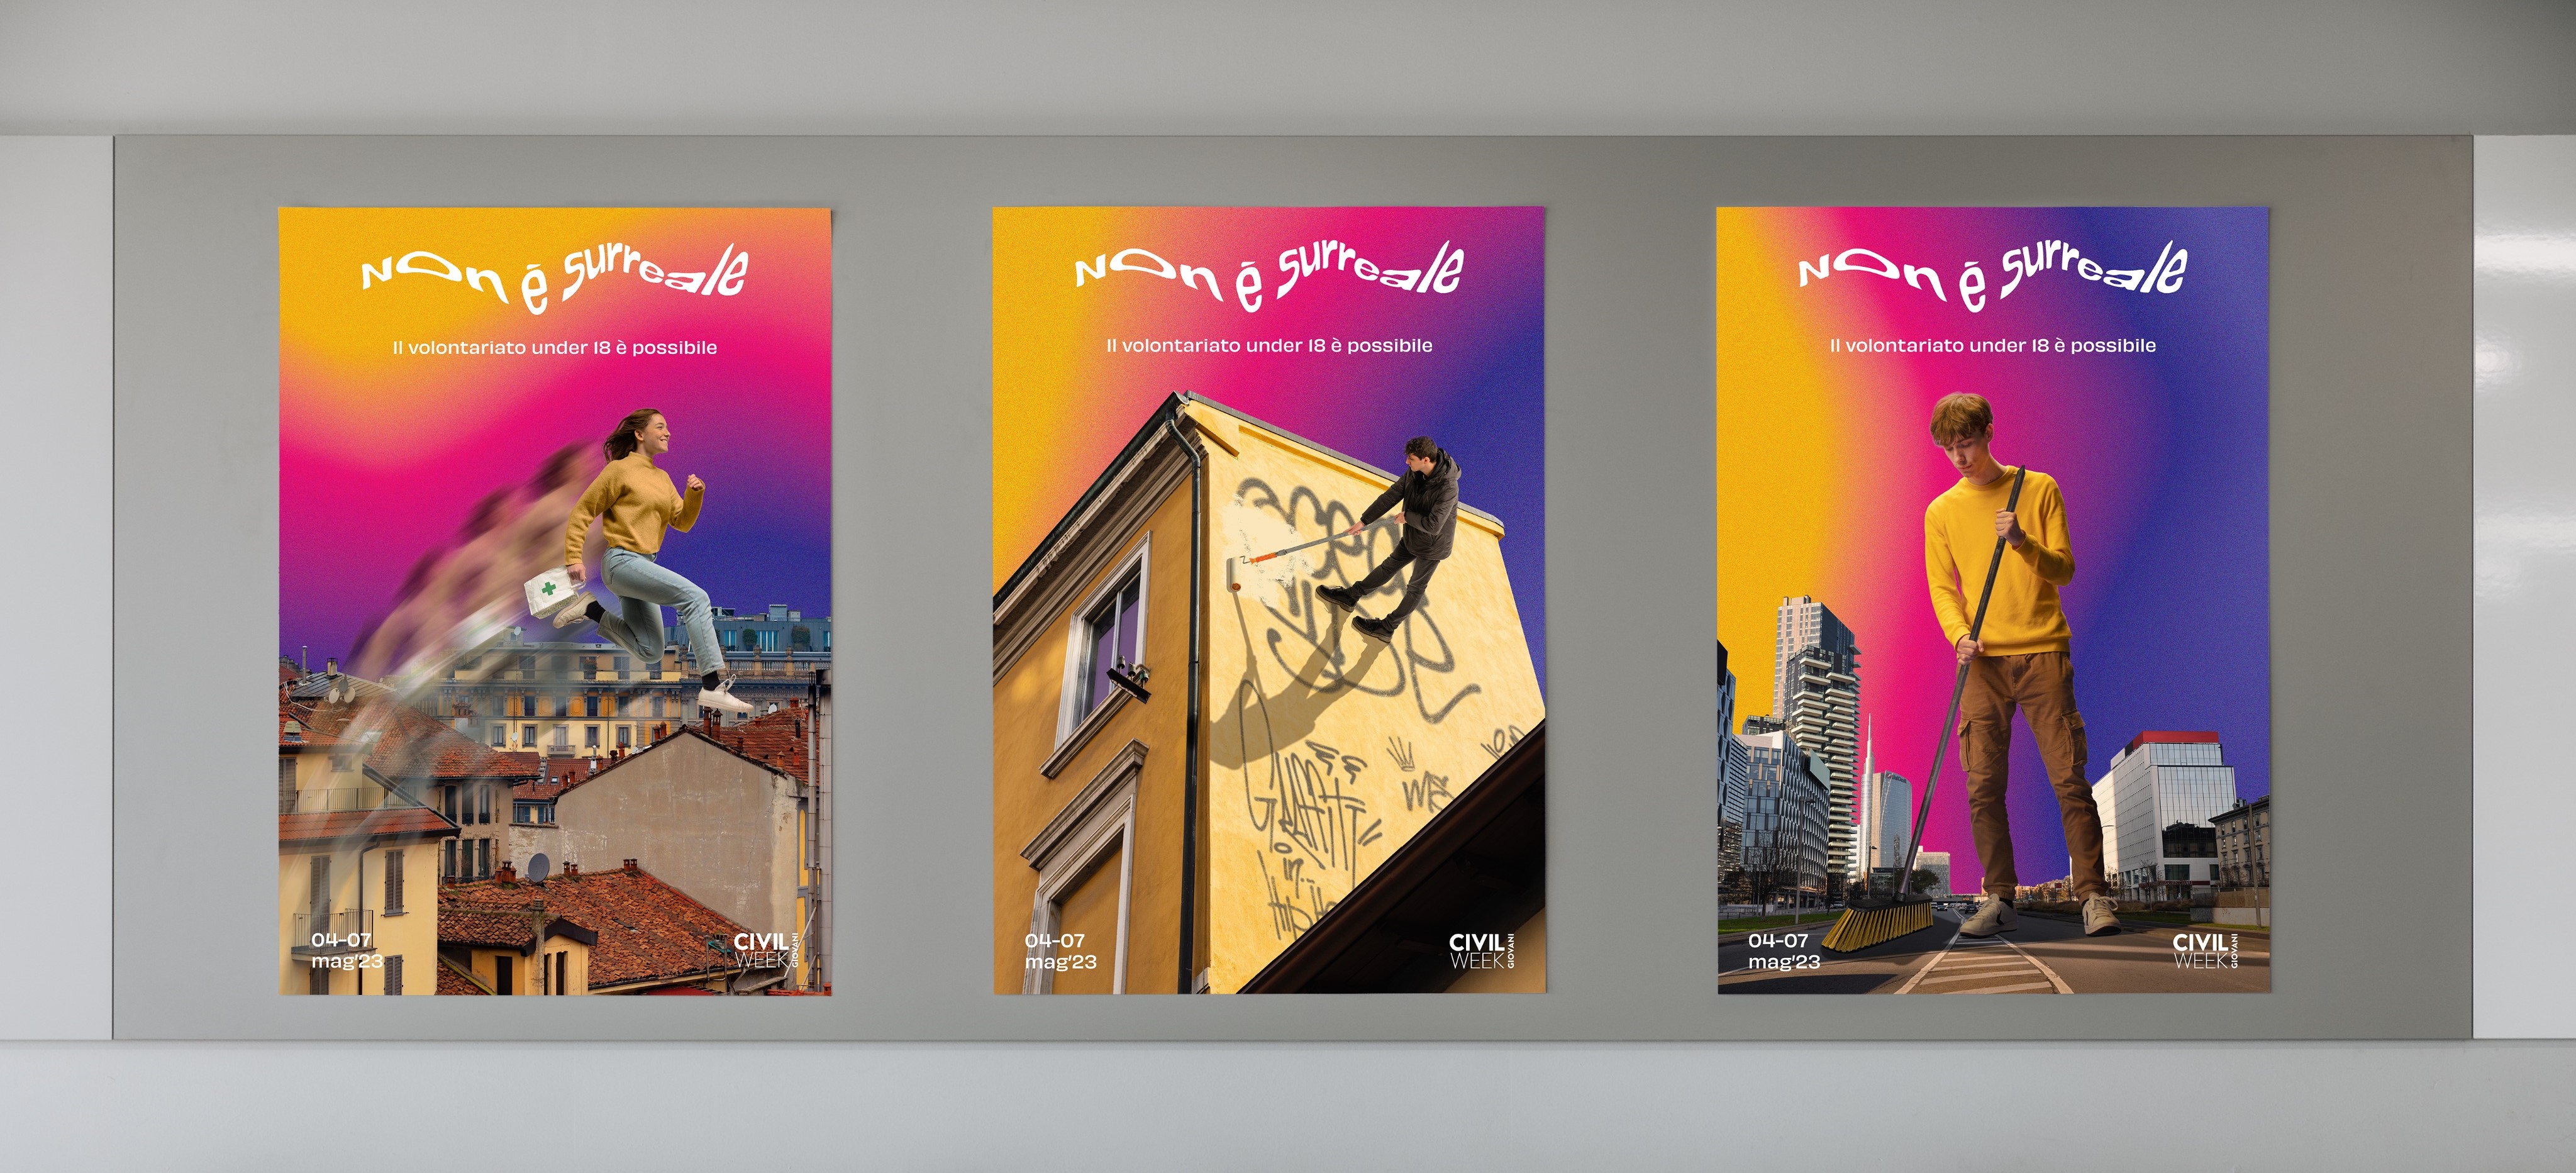 Non ē surreale
Il volontariato under 18 è possibile
04-07
mag'23
CIVIL
WEEK
GIOVANI
Non ē surreale
Il volontariato under 18 è possibile
GRAFFITI
in...
04-07
mag'23
CIVIL
WEEK
GIOVANI
Non ē surreale
Il volontariato under 18 è possibile
04-07
mag'23
CIVIL
WEEK
GIOVANI